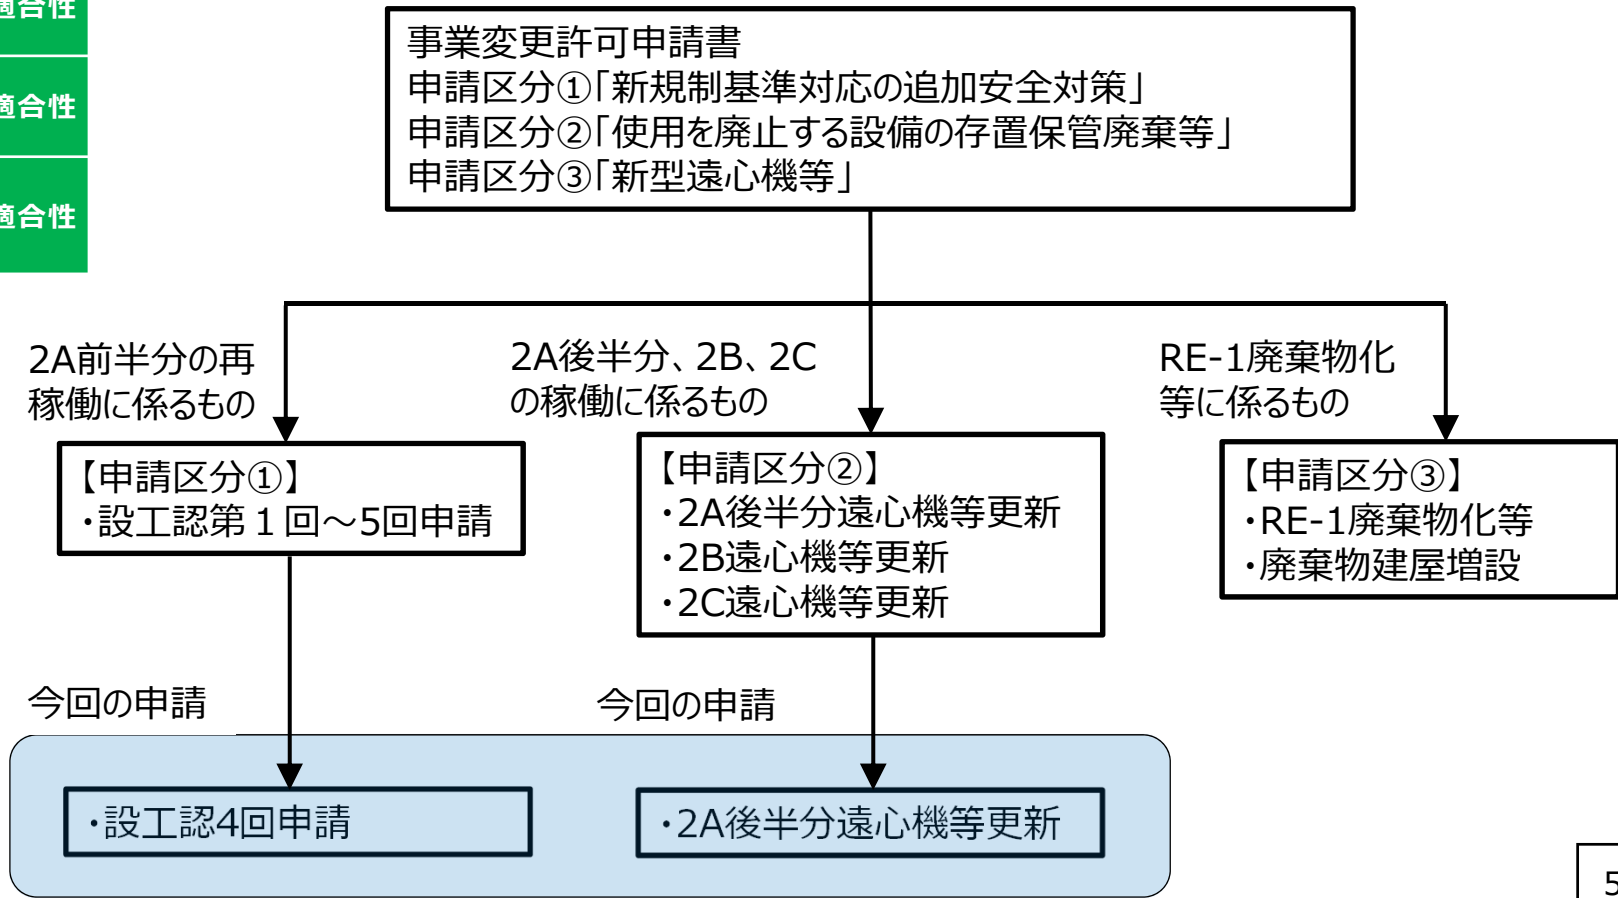 適合性
適合性
適合性
事業変更許可申請書
申請区分①「新規制基準対応の追加安全対策」
申請区分②「使用を廃止する設備の存置保管廃棄等」
申請区分③「新型遠心機等」
2A前半分の再
稼働に係るもの
2A後半分、2B、2C
の稼働に係るもの
RE-1廃棄物化
等に係るもの
【申請区分①】
・設工認第１回～5回申請
【申請区分②】
・2A後半分遠心機等更新
・2B遠心機等更新
・2C遠心機等更新
【申請区分③】
・RE-1廃棄物化等
・廃棄物建屋増設
今回の申請
今回の申請
・設工認4回申請
・2A後半分遠心機等更新
5